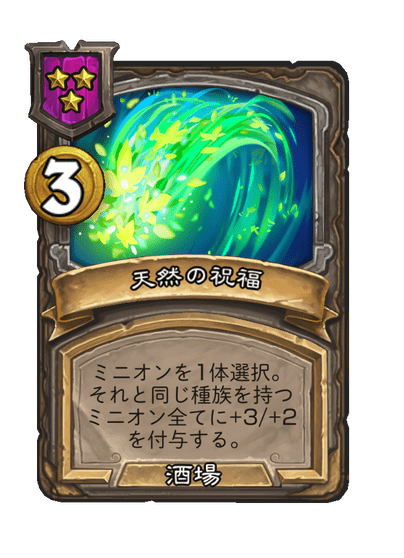 3
天然の祝福
ミニオンを1体選択。
それと同じ種族を持つ
ミニオン全てに+3/+2
を付与する。
酒場